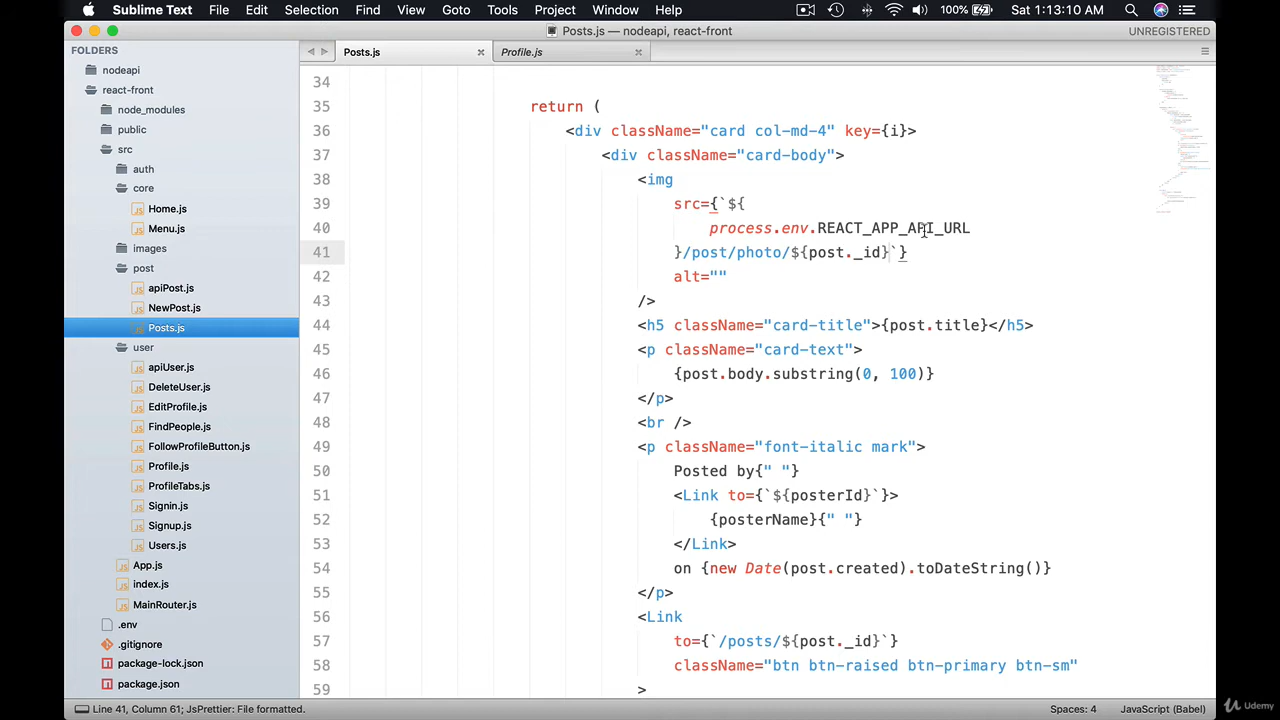 Sublime Text File Edit Selection Find View Goto Tools Project Window Help 100% Sat 1:13:10 AM
Posts.js — nodeapi, react-front UNREGISTERED
FOLDERS
nodeapi
react-front
node_modules
public
src
auth
core
Home.js
Menu.js
images
post
apiPost.js
NewPost.js
Posts.js
user
apiUser.js
DeleteUser.js
EditProfile.js
FindPeople.js
FollowProfileButton.js
Profile.js
ProfileTabs.js
Signin.js
Signup.js
Users.js
App.js
index.js
MainRouter.js
.env
.gitignore
package-lock.json
package.json
Posts.js Profile.js
34
35 return (
36 <div className="card col-md-4" key={i}>
37 <div className="card-body">
38 <img
39 src={`${
40 process.env.REACT_APP_API_URL
41 }/post/photo/${post._id}`}
42 alt=""
43 />
44 <h5 className="card-title">{post.title}</h5>
45 <p className="card-text">
46 {post.body.substring(0, 100)}
47 </p>
48 <br />
49 <p className="font-italic mark">
50 Posted by{" "}
51 <Link to={`${posterId}`}>
52 {posterName}{" "}
53 </Link>
54 on {new Date(post.created).toDateString()}
55 </p>
56 <Link
57 to={`/posts/${post._id}`}
58 className="btn btn-raised btn-primary btn-sm"
59 >
Line 41, Column 61; JsPrettier: File formatted. Spaces: 4 JavaScript (Babel)
Udemy